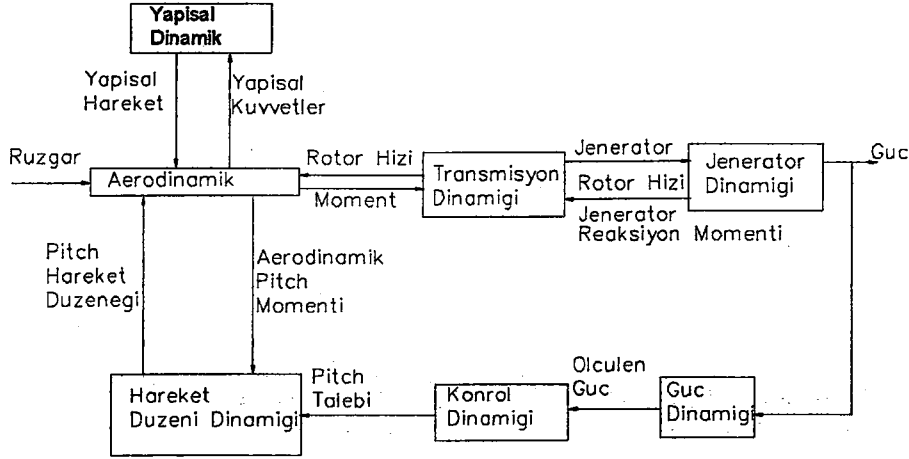 Yapisal
Dinamik
Yapisal
Hareket
Yapisal
Kuvvetler
Ruzgar
Aerodinamik
Rotor Hizi
Moment
Transmisyon
Dinamigi
Jenerator
Rotor Hizi
Jenerator
Reaksiyon Momenti
Jenerator
Dinamigi
Guc
Pitch
Hareket
Duzenegi
Aerodinamik
Pitch
Momenti
Hareket
Duzeni Dinamigi
Pitch
Talebi
Konrol
Dinamigi
Olculen
Guc
Guc
Dinamigi